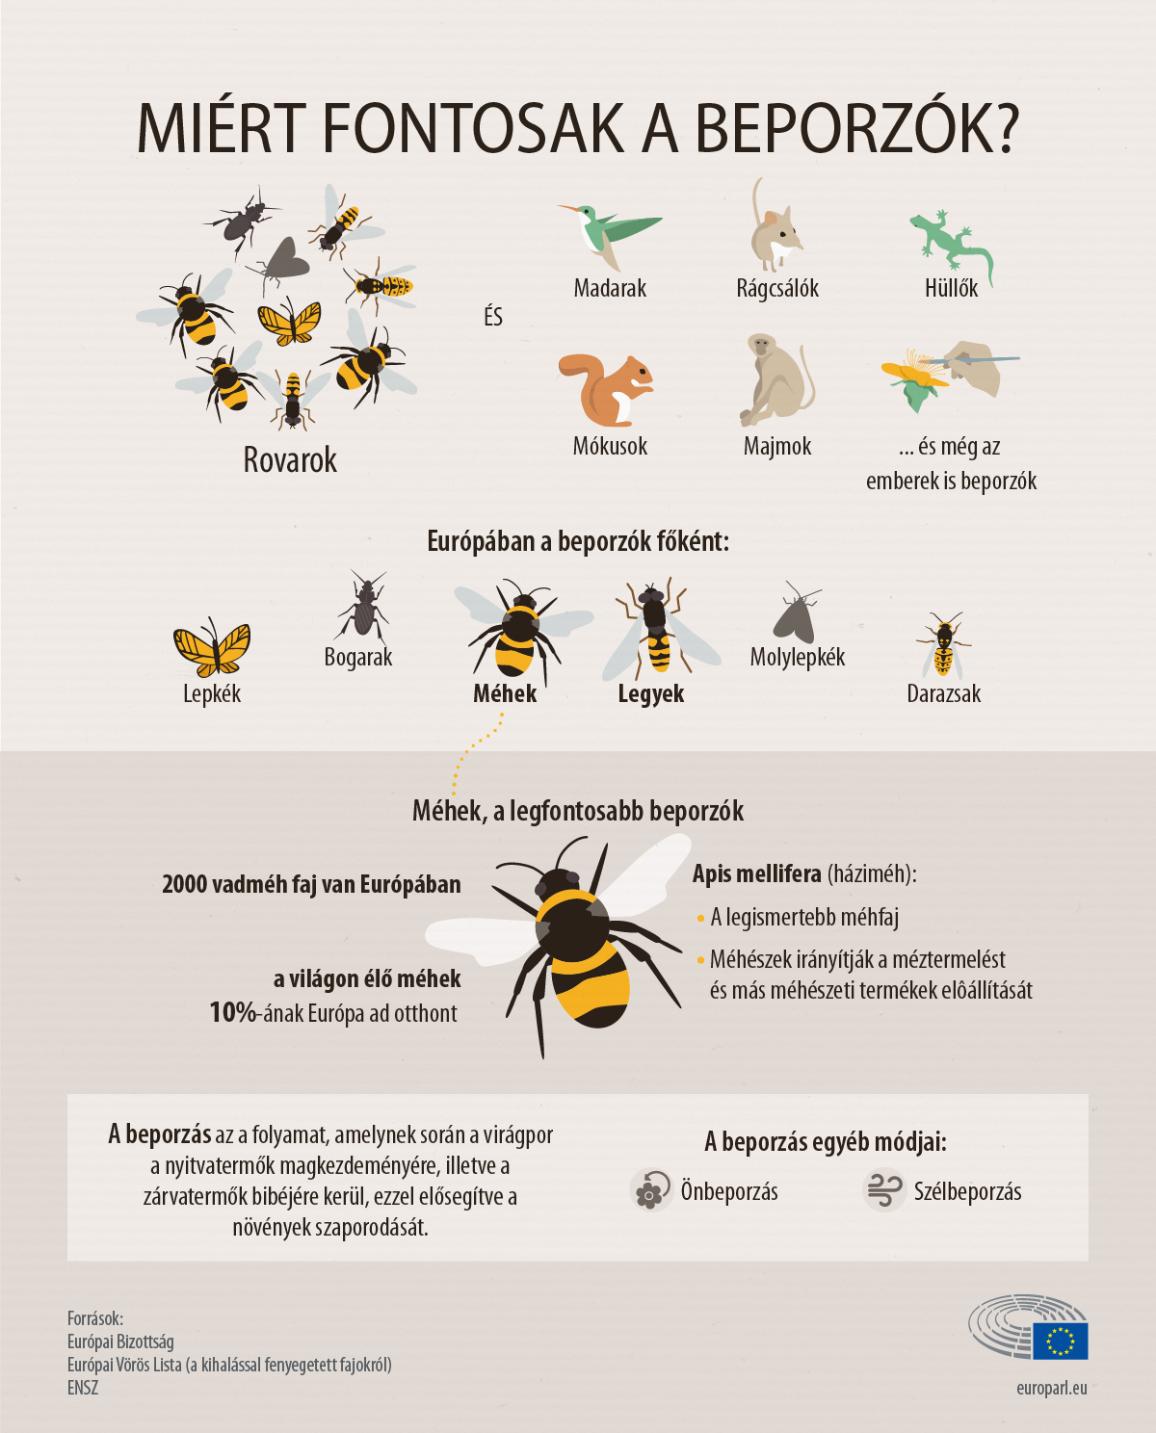 MIÉRT FONTOSAK A BEPORZÓK?
Rovarok
ÉS
Madarak
Rágcsálók
Hüllők
Mókusok
Majmok
... és még az
emberek is beporzók
Európában a beporzók főként:
Lepkék
Bogarak
Méhek
Legyek
Molylepkék
Darazsak
Méhek, a legfontosabb beporzók
2000 vadméh faj van Európában
a világon élő méhek
10%-ának Európa ad otthont
Apis mellifera (háziméh):
• A legismertebb méhfaj
• Méhészek irányítják a méztermelést
és más méhészeti termékek elôállítását
A beporzás az a folyamat, amelynek során a virágpor
a nyitvatermők magkezdeményére, illetve a
zárvatermők bibéjére kerül, ezzel elősegítve a
növények szaporodását.
A beporzás egyéb módjai:
Önbeporzás
Szélbeporzás
Források:
Európai Bizottság
Európai Vörös Lista (a kihalással fenyegetett fajokról)
ENSZ
europarl.eu